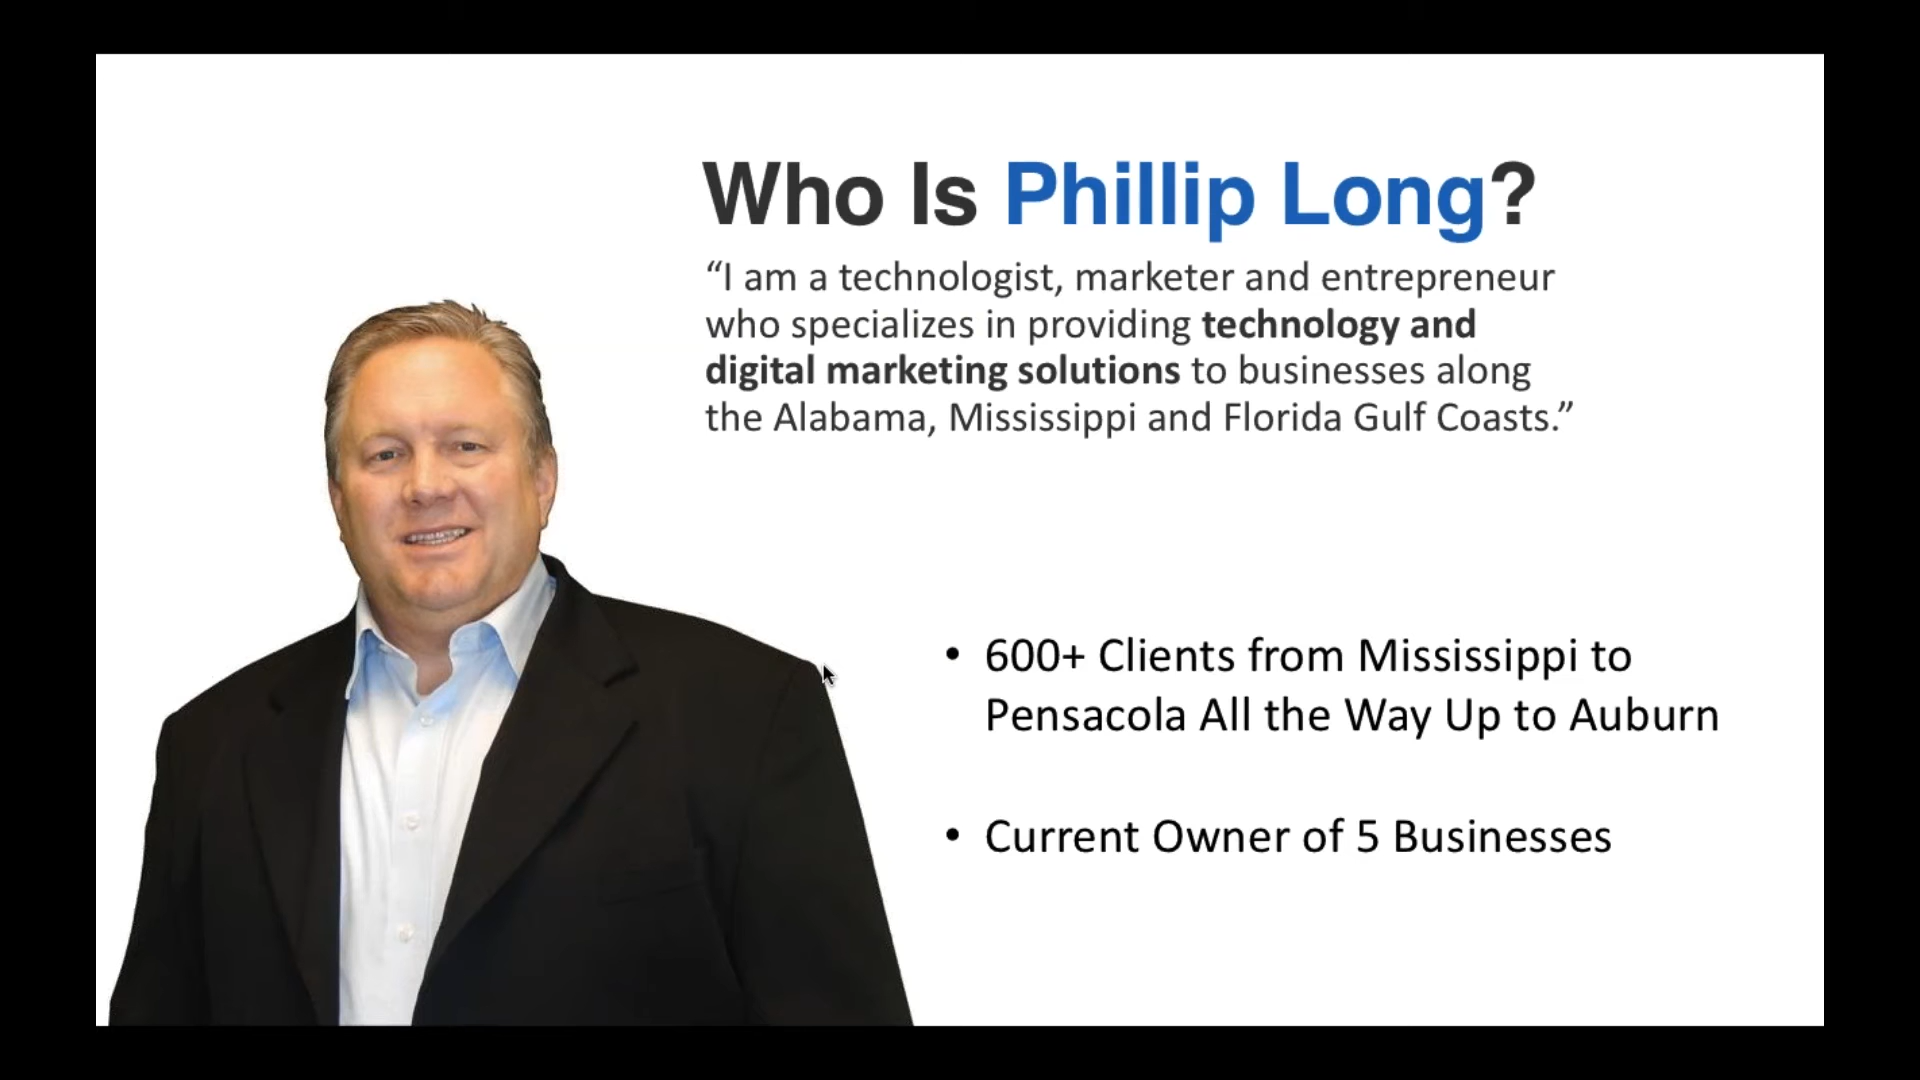 Who Is Phillip Long?
“I am a technologist, marketer and entrepreneur
who specializes in providing technology and
digital marketing solutions to businesses along
the Alabama, Mississippi and Florida Gulf Coasts.”
• 600+ Clients from Mississippi to
Pensacola All the Way Up to Auburn
• Current Owner of 5 Businesses